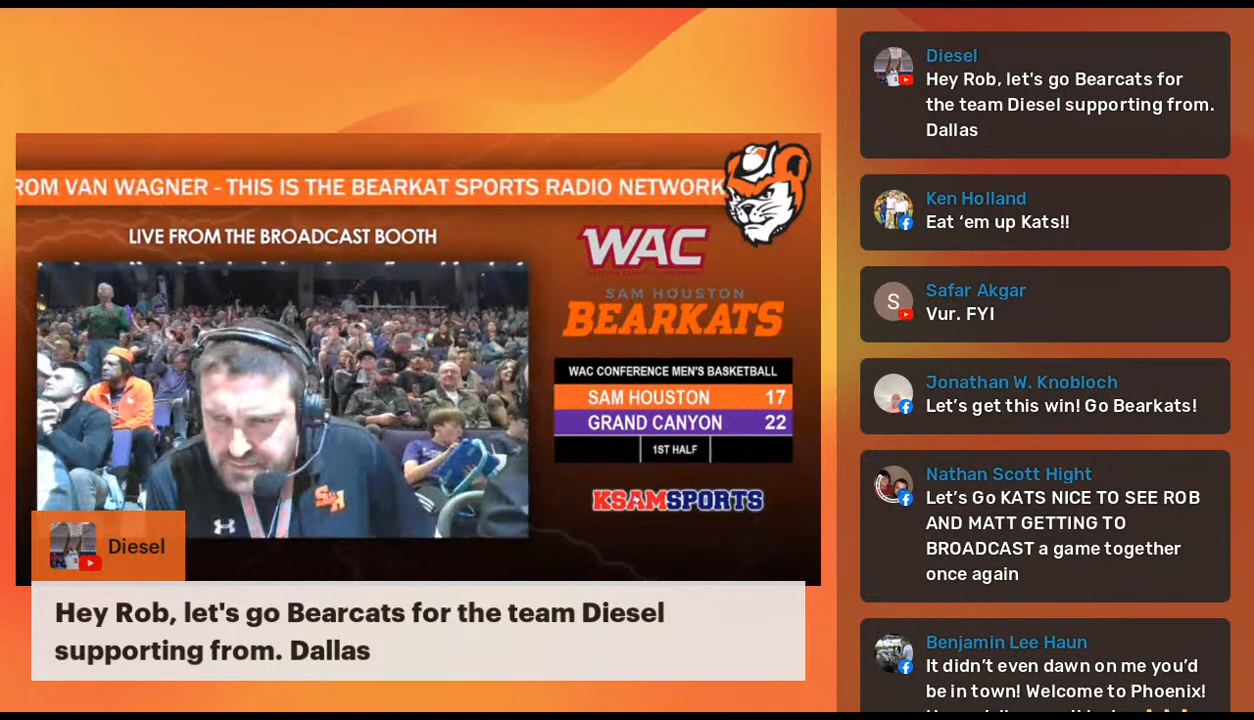 ROM VAN WAGNER - THIS IS THE BEARKAT SPORTS RADIO NETWORK
LIVE FROM THE BROADCAST BOOTH
WAC
SAM HOUSTON
BEARKATS
WAC CONFERENCE MEN'S BASKETBALL
SAM HOUSTON 17
GRAND CANYON 22
1ST HALF
KSAMSPORTS
SH
Diesel
Hey Rob, let's go Bearcats for the team Diesel
supporting from. Dallas
Diesel
Hey Rob, let's go Bearcats for
the team Diesel supporting from.
Dallas
Ken Holland
Eat ‘em up Kats!!
S
Safar Akgar
Vur. FYI
Jonathan W. Knobloch
Let’s get this win! Go Bearkats!
Nathan Scott Hight
Let’s Go KATS NICE TO SEE ROB
AND MATT GETTING TO
BROADCAST a game together
once again
Benjamin Lee Haun
It didn’t even dawn on me you’d
be in town! Welcome to Phoenix!